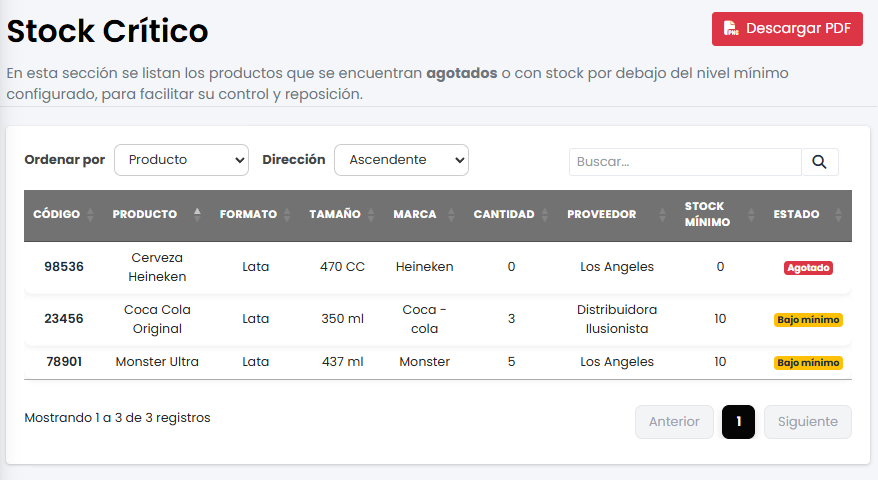 Stock Crítico
Descargar PDF
En esta sección se listan los productos que se encuentran agotados o con stock por debajo del nivel mínimo
configurado, para facilitar su control y reposición.
Ordenar por Producto Dirección Ascendente Buscar...
CÓDIGO PRODUCTO FORMATO TAMAÑO MARCA CANTIDAD PROVEEDOR STOCK MÍNIMO ESTADO
98536 Cerveza Heineken Lata 470 CC Heineken 0 Los Angeles 0 Agotado
23456 Coca Cola Original Lata 350 ml Coca - cola 3 Distribuidora Ilusionista 10 Bajo mínimo
78901 Monster Ultra Lata 437 ml Monster 5 Los Angeles 10 Bajo mínimo
Mostrando 1 a 3 de 3 registros
Anterior 1 Siguiente